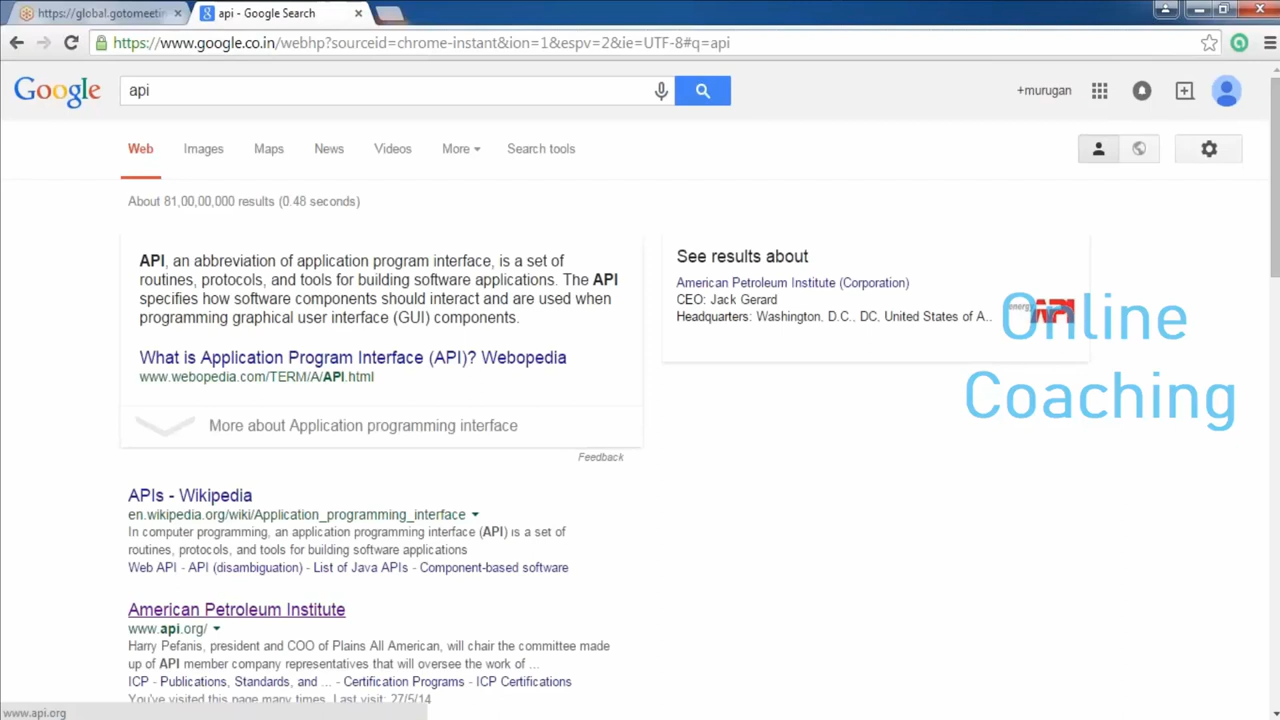 https://global.gotomeetin
api - Google Search
https://www.google.co.in/webhp?sourceid=chrome-instant&ion=1&espv=2&ie=UTF-8#q=api
Google
api
+murugan
Web
Images
Maps
News
Videos
More
Search tools
About 81,00,00,000 results (0.48 seconds)
API, an abbreviation of application program interface, is a set of
routines, protocols, and tools for building software applications. The API
specifies how software components should interact and are used when
programming graphical user interface (GUI) components.
What is Application Program Interface (API)? Webopedia
www.webopedia.com/TERM/A/API.html
More about Application programming interface
Feedback
See results about
American Petroleum Institute (Corporation)
CEO: Jack Gerard
Headquarters: Washington, D.C., DC, United States of A..
energy API
Online
Coaching
APIs - Wikipedia
en.wikipedia.org/wiki/Application_programming_interface
In computer programming, an application programming interface (API) is a set of
routines, protocols, and tools for building software applications
Web API - API (disambiguation) - List of Java APIs - Component-based software
American Petroleum Institute
www.api.org/
Harry Pefanis, president and COO of Plains All American, will chair the committee made
up of API member company representatives that will oversee the work of ...
ICP - Publications, Standards, and ... - Certification Programs - ICP Certifications
You've visited this page many times. Last visit: 27/5/14
www.api.org